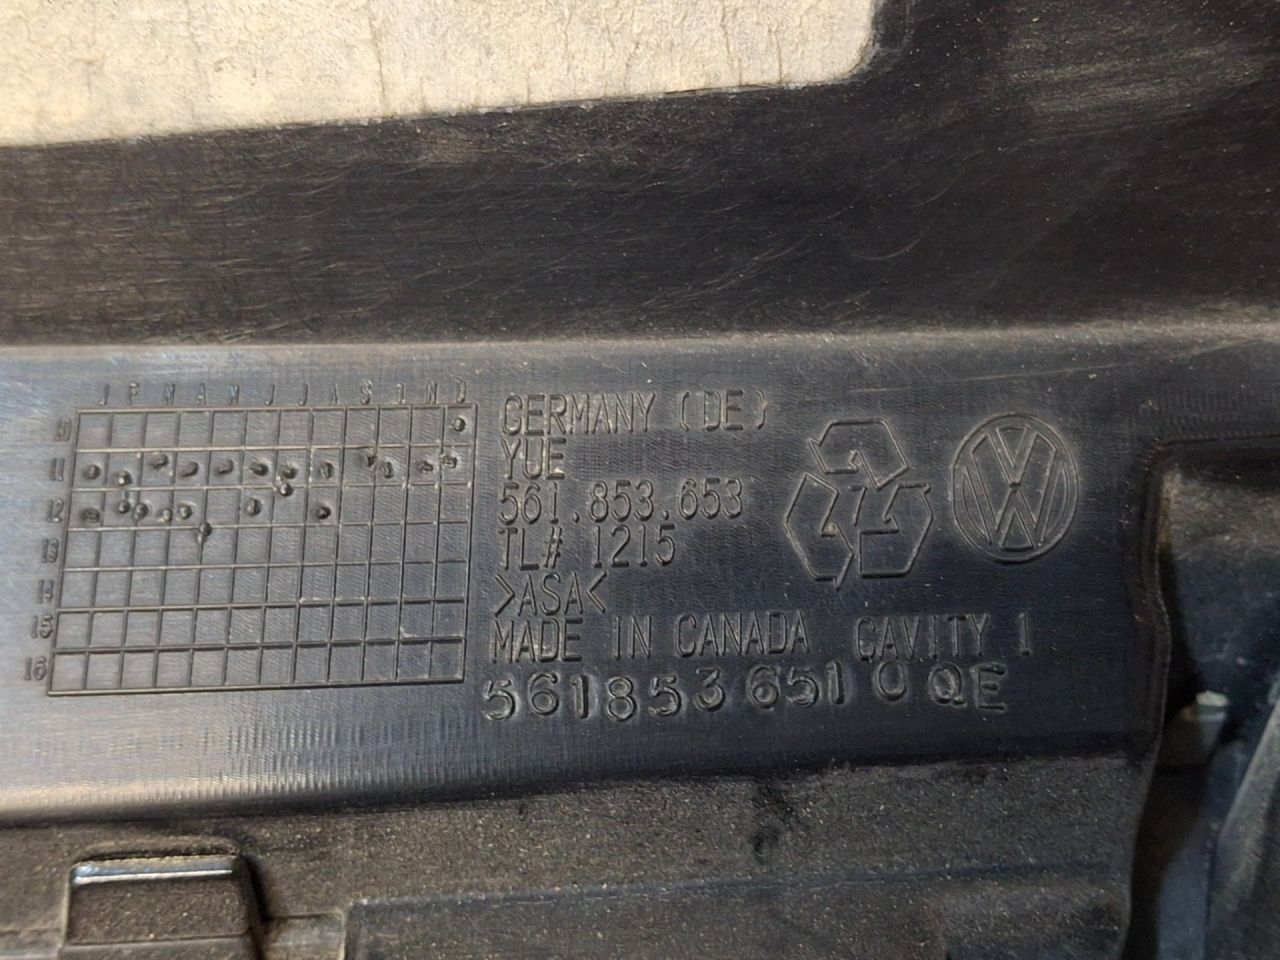 J F M A M J J A S O N D
10
11
12
13
14
15
16
GERMANY (DE)
YUE
561.853.653
TL# 1215
>ASA<
MADE IN CANADA CAVITY 1
561853651 O QE